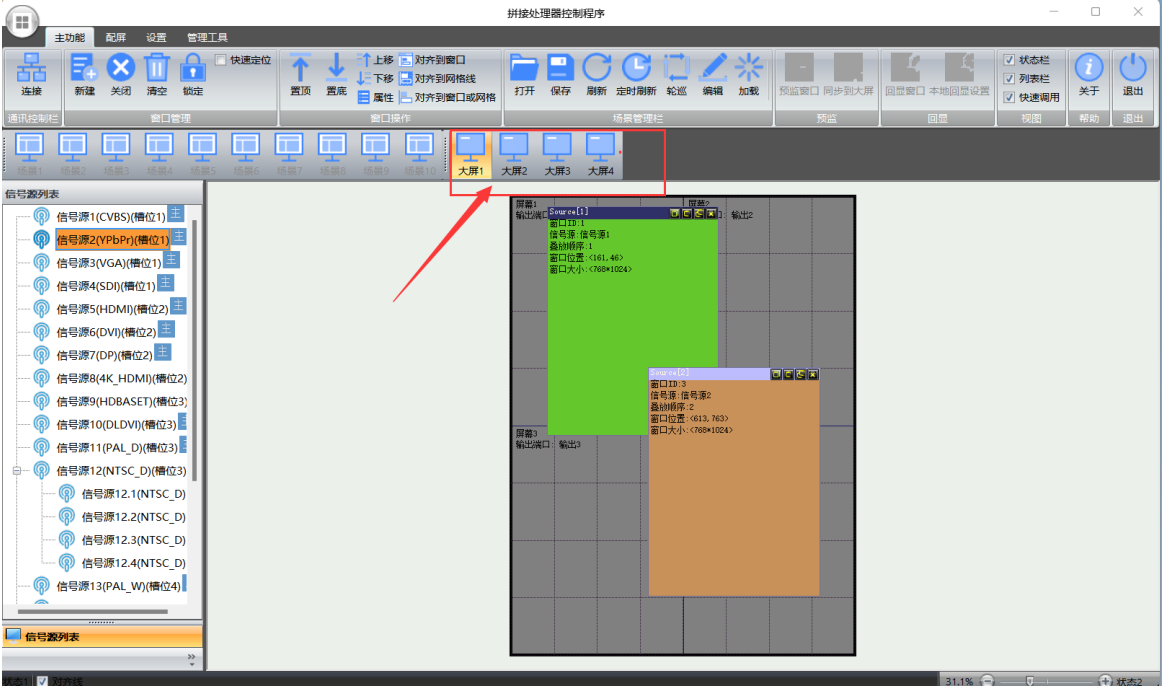 拼接处理器控制程序
主功能 配屏 设置 管理工具
快速定位 上移 对齐到窗口 状态栏
下移 对齐到网格线 列表栏
连接 新建 关闭 清空 锁定 置顶 置底 属性 对齐到窗口或网格 打开 保存 刷新 定时刷新 轮巡 编辑 加载 预监窗口 同步到大屏 回显窗口 本地回显设置 快速调用 关于 退出
通讯控制栏 窗口管理 窗口操作 场景管理栏 预监 回显 视图 帮助 退出
场景1 场景2 场景3 场景4 场景5 场景6 场景7 场景8 场景9 场景10 大屏1 大屏2 大屏3 大屏4
信号源列表
信号源1(CVBS)(槽位1) 主
信号源2(YPbPr)(槽位1) 主
信号源3(VGA)(槽位1) 主
信号源4(SDI)(槽位1) 主
信号源5(HDMI)(槽位2) 主
信号源6(DVI)(槽位2) 主
信号源7(DP)(槽位2) 主
信号源8(4K_HDMI)(槽位2)
信号源9(HDBASET)(槽位3)
信号源10(DLDVI)(槽位3)
信号源11(PAL_D)(槽位3)
信号源12(NTSC_D)(槽位3)
信号源12.1(NTSC_D)
信号源12.2(NTSC_D)
信号源12.3(NTSC_D)
信号源12.4(NTSC_D)
信号源13(PAL_W)(槽位4)
信号源列表
屏幕1 屏幕2
输出端口 Source[1] 输出2
窗口ID:1
信号源:信号源1
叠放顺序:1
窗口位置:<161,46>
窗口大小:<768*1024>
Source[2]
窗口ID:3
信号源:信号源2
叠放顺序:2
窗口位置:<613,763>
窗口大小:<768*1024>
屏幕3
输出端口: 输出3
状态1 对齐线 31.1% 状态2